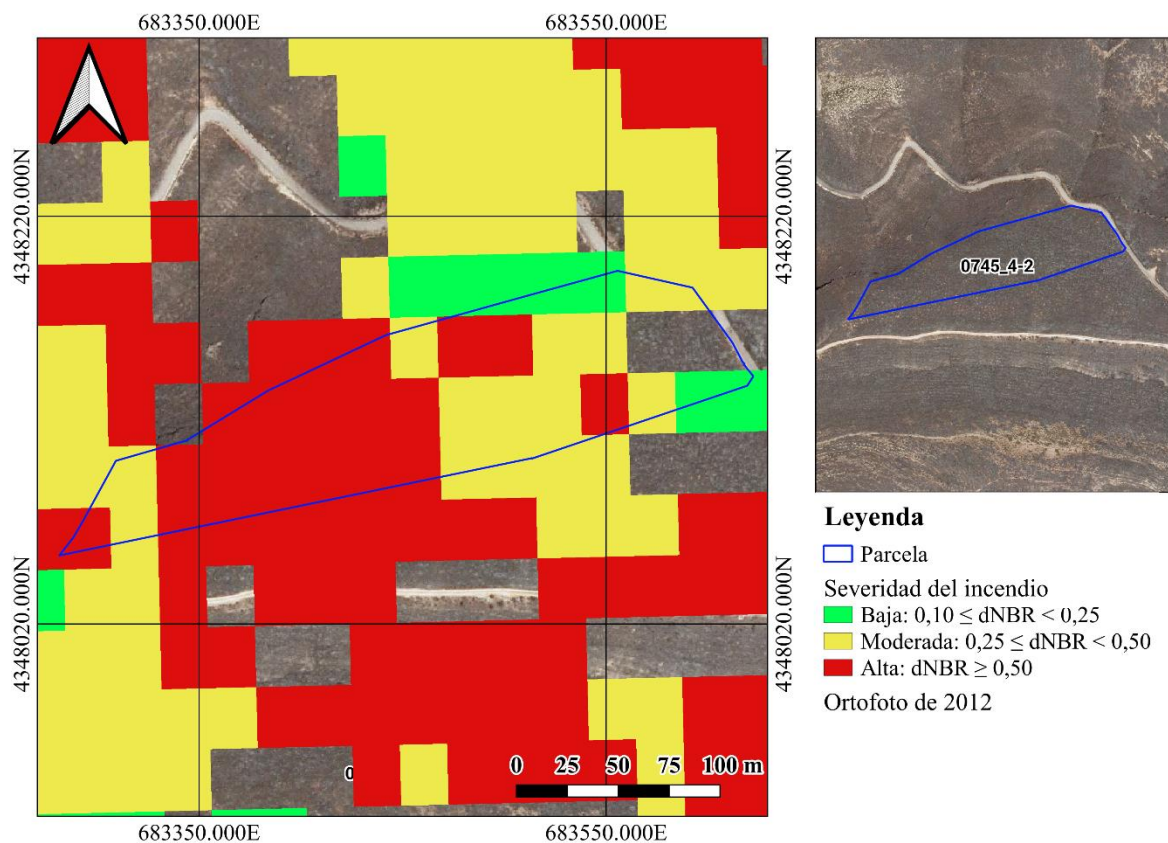 683350.000E
683550.000E
4348220.000N
4348220.000N
0745_4-2
4348020.000N
4348020.000N
Leyenda
Parcela
Severidad del incendio
Baja: 0,10 ≤ dNBR < 0,25
Moderada: 0,25 ≤ dNBR < 0,50
Alta: dNBR ≥ 0,50
Ortofoto de 2012
0
0 25 50 75 100 m
683350.000E
683550.000E